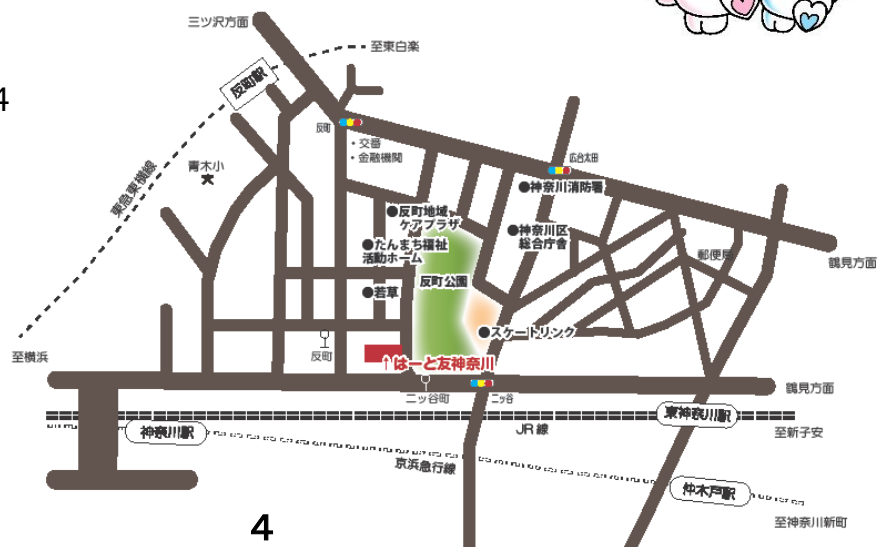 三ツ沢方面
至東白楽
反町駅
4
反町
・交番
・金融機関
広台太田
青木小
東急東横線
●神奈川消防署
●反町地域
ケアプラザ
●神奈川区
総合庁舎
●たんまち福祉
活動ホーム
郵便局
鶴見方面
反町公園
●若草
●スケートリンク
至横浜
反町
↑はーと友神奈川
二ッ谷町
二ッ谷
鶴見方面
神奈川駅
JR線
東神奈川駅
至新子安
京浜急行線
仲木戸駅
至神奈川新町
4